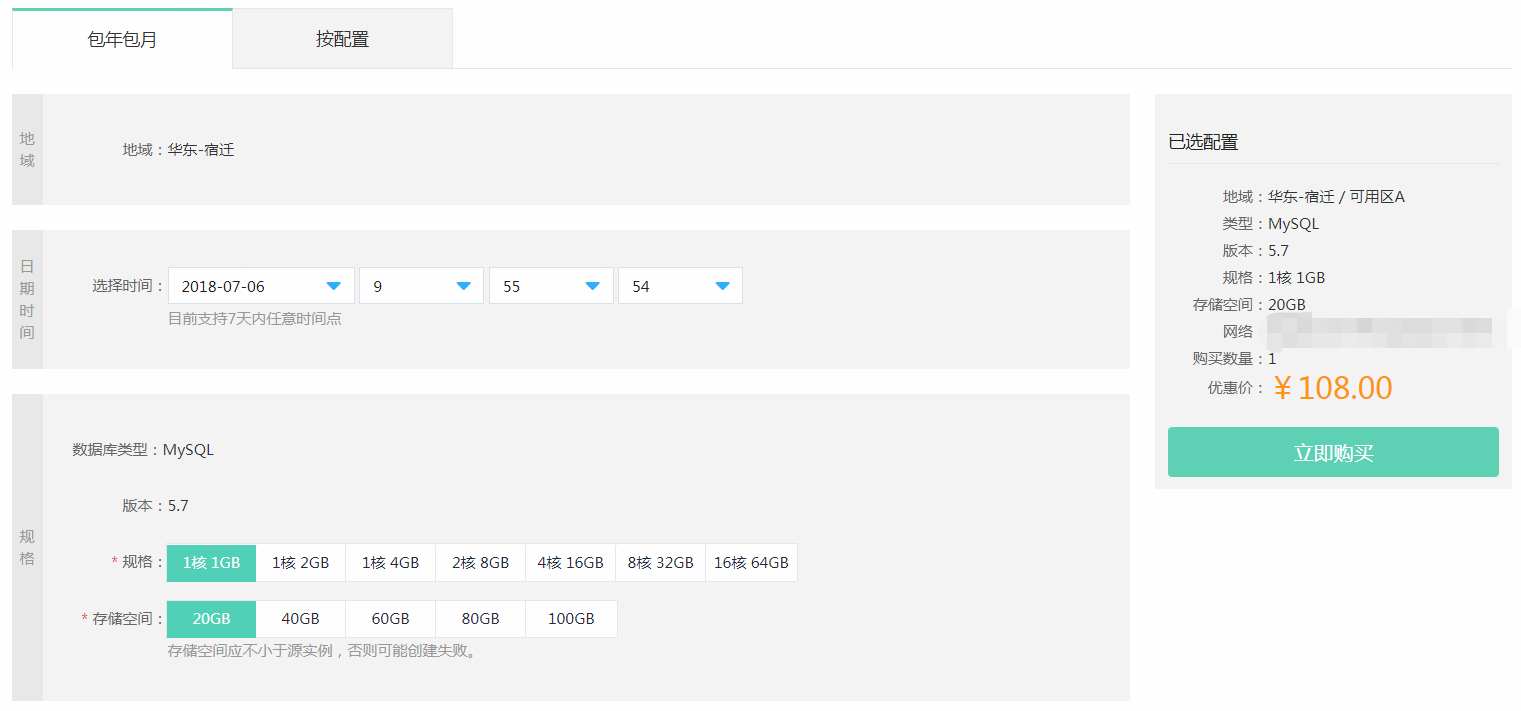 包年包月 按配置
地域
地域：华东-宿迁
日期时间
选择时间： 2018-07-06 9 55 54
目前支持7天内任意时间点
规格
数据库类型：MySQL
版本：5.7
* 规格： 1核 1GB 1核 2GB 1核 4GB 2核 8GB 4核 16GB 8核 32GB 16核 64GB
* 存储空间： 20GB 40GB 60GB 80GB 100GB
存储空间应不小于源实例，否则可能创建失败。
已选配置
地域：华东-宿迁 / 可用区A
类型：MySQL
版本：5.7
规格：1核 1GB
存储空间：20GB
网络
购买数量：1
优惠价：￥108.00
立即购买